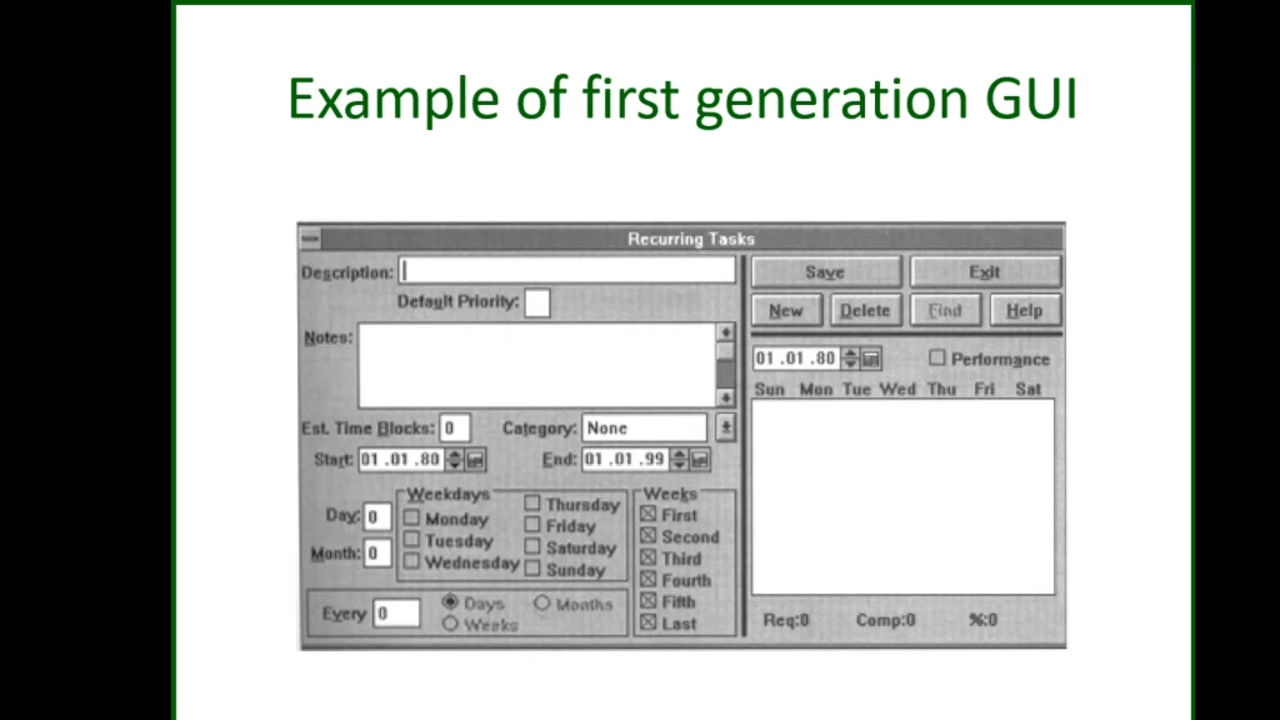 Example of first generation GUI
Recurring Tasks
Description:
Default Priority:
Notes:
Est. Time Blocks: 0 Category: None
Start: 01 .01 .80 End: 01 .01 .99
Day: 0
Month: 0
Weekdays
Monday
Tuesday
Wednesday
Thursday
Friday
Saturday
Sunday
Weeks
First
Second
Third
Fourth
Fifth
Last
Every 0 Days Months
Weeks
Save Exit
New Delete Find Help
01 .01 .80 Performance
Sun Mon Tue Wed Thu Fri Sat
Req:0 Comp:0 %:0